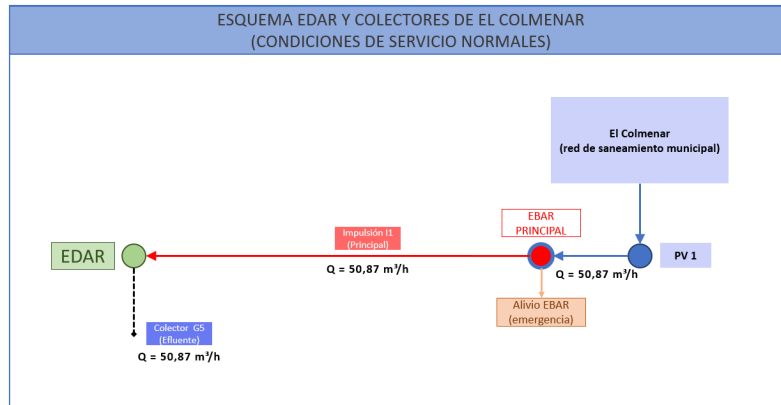 ESQUEMA EDAR Y COLECTORES DE EL COLMENAR
(CONDICIONES DE SERVICIO NORMALES)
El Colmenar
(red de saneamiento municipal)
Impulsión I1
(Principal)
EBAR
PRINCIPAL
EDAR
PV 1
Q = 50,87 m³/h
Q = 50,87 m³/h
Alivio EBAR
(emergencia)
Colector G5
(Efluente)
Q = 50,87 m³/h